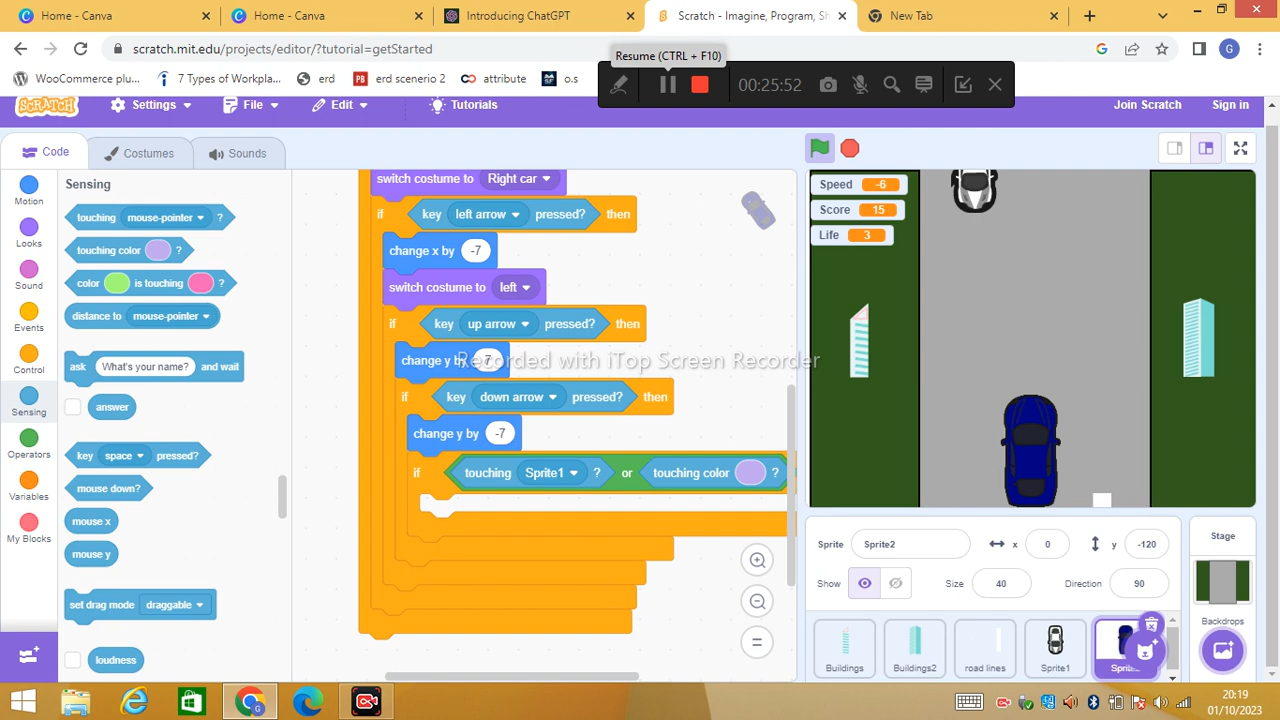 Home - Canva
Home - Canva
Introducing ChatGPT
Scratch - Imagine, Program, Sh
New Tab
scratch.mit.edu/projects/editor/?tutorial=getStarted
G
Resume (CTRL + F10)
WooCommerce plu...
7 Types of Workpla...
erd
erd scenerio 2
attribute
o.s
00:25:52
SCRATCH
Settings
File
Edit
Tutorials
Join Scratch
Sign in
Code
Costumes
Sounds
Motion
Looks
Sound
Events
Control
Sensing
Operators
Variables
My Blocks
Sensing
touching mouse-pointer ?
touching color ?
color is touching ?
distance to mouse-pointer
ask What's your name? and wait
answer
key space pressed?
mouse down?
mouse x
mouse y
set drag mode draggable
loudness
switch costume to Right car
if key left arrow pressed? then
change x by -7
switch costume to left
if key up arrow pressed? then
change y by 7
Recorded with iTop Screen Recorder
if key down arrow pressed? then
change y by -7
if touching Sprite1 ? or touching color ?
Speed -6
Score 15
Life 3
Sprite Sprite2 x 0 y -120
Show Size 40 Direction 90
Buildings
Buildings2
road lines
Sprite1
Stage
Backdrops
20:19
01/10/2023